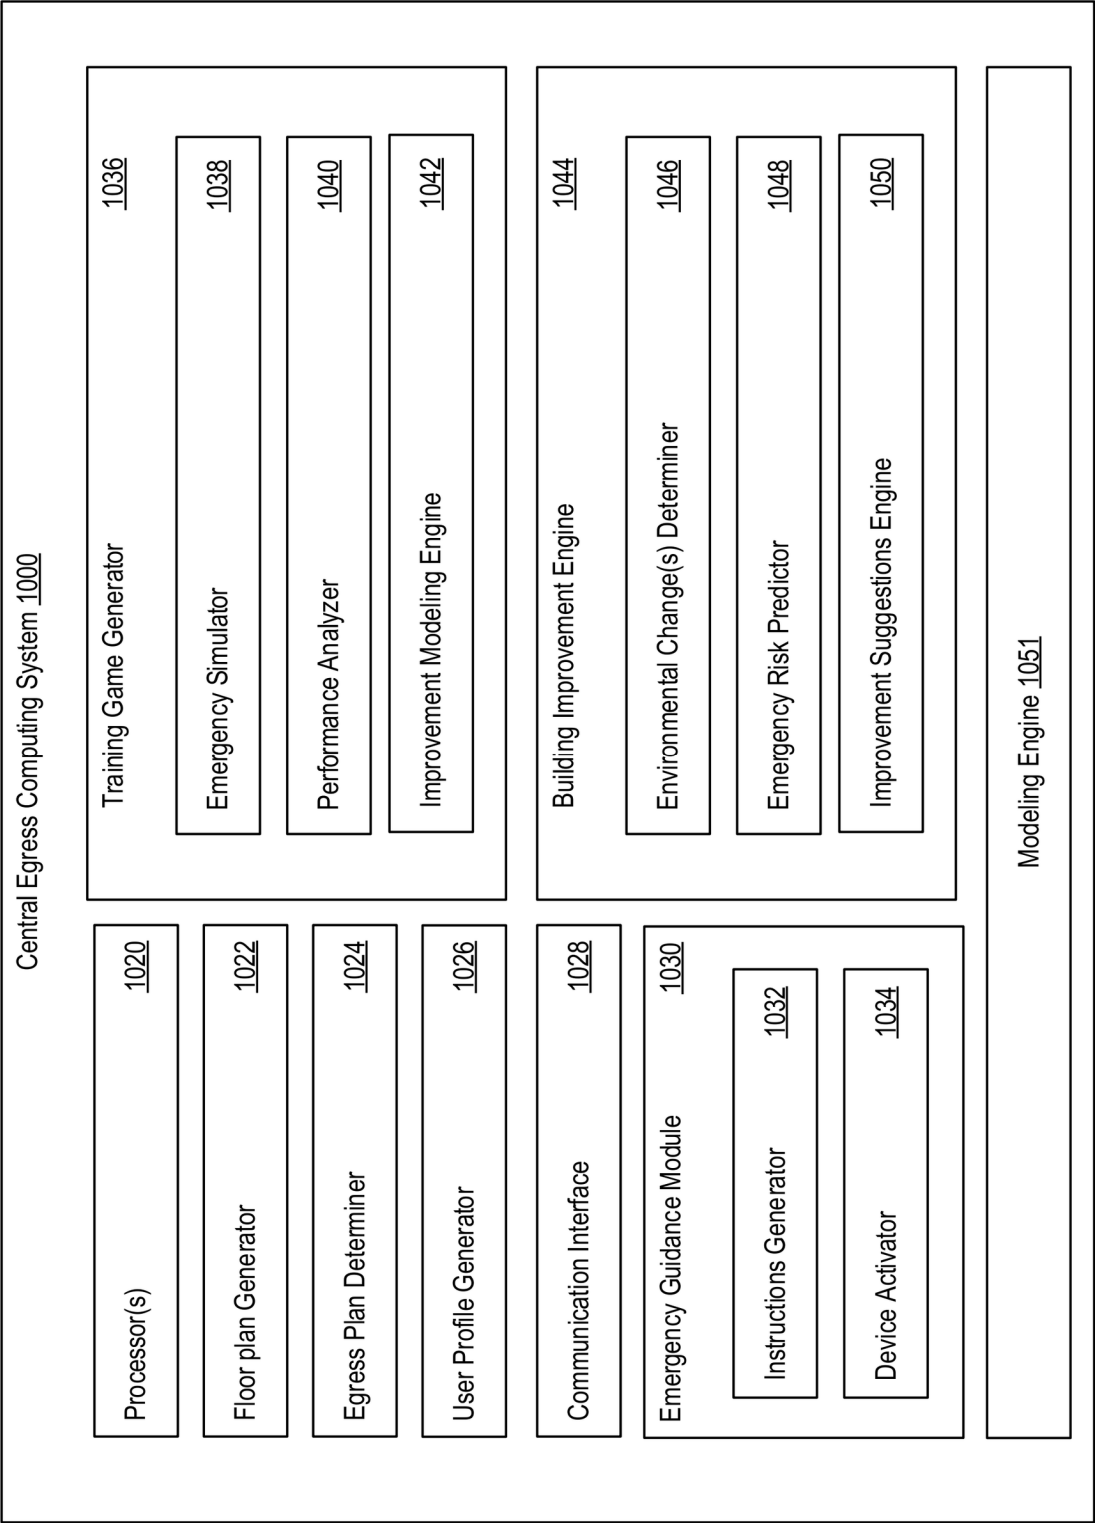 Central Egress Computing System 1000
Processor(s) 1020
Floor plan Generator 1022
Egress Plan Determiner 1024
User Profile Generator 1026
Communication Interface 1028
Emergency Guidance Module 1030
Instructions Generator 1032
Device Activator 1034
Training Game Generator 1036
Emergency Simulator 1038
Performance Analyzer 1040
Improvement Modeling Engine 1042
Building Improvement Engine 1044
Environmental Change(s) Determiner 1046
Emergency Risk Predictor 1048
Improvement Suggestions Engine 1050
Modeling Engine 1051